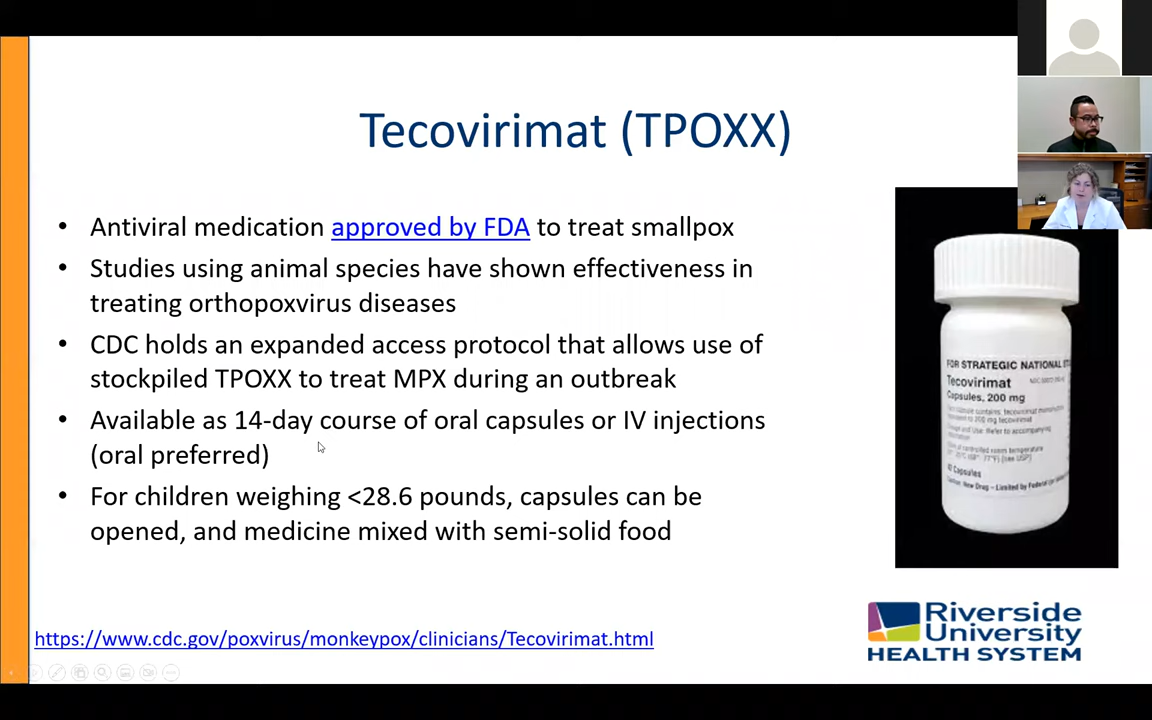 Tecovirimat (TPOXX)
• Antiviral medication approved by FDA to treat smallpox
• Studies using animal species have shown effectiveness in
treating orthopoxvirus diseases
• CDC holds an expanded access protocol that allows use of
stockpiled TPOXX to treat MPX during an outbreak
• Available as 14-day course of oral capsules or IV injections
(oral preferred)
• For children weighing <28.6 pounds, capsules can be
opened, and medicine mixed with semi-solid food
FOR STRATEGIC NATIONAL
Tecovirimat
Capsules, 200 mg
Capsules
https://www.cdc.gov/poxvirus/monkeypox/clinicians/Tecovirimat.html
Riverside
University
HEALTH SYSTEM